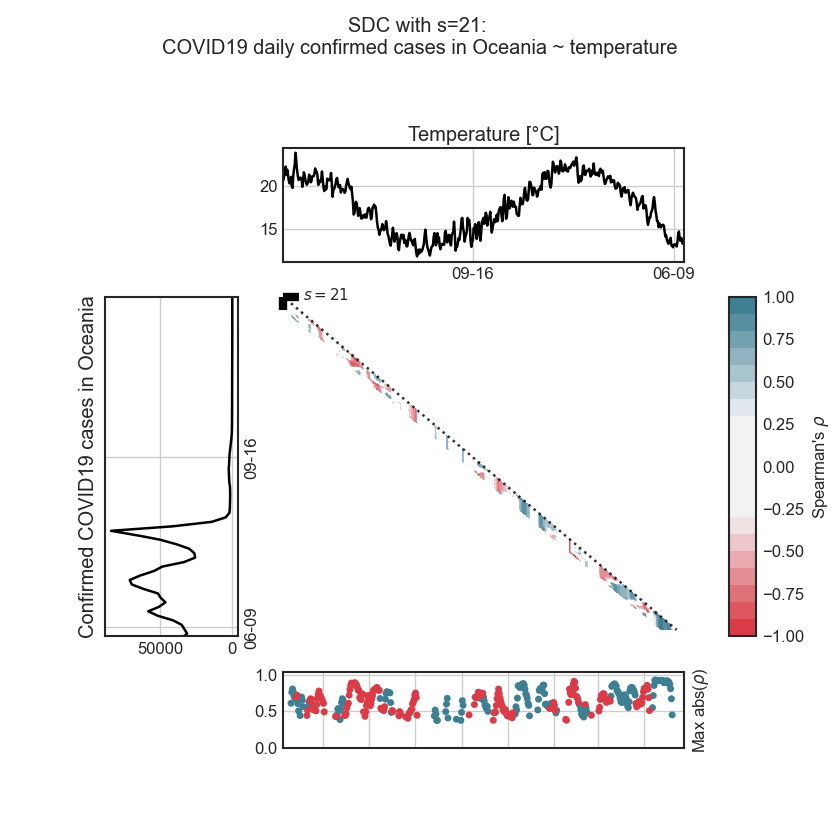 SDC with s=21:
COVID19 daily confirmed cases in Oceania ~ temperature
Temperature [°C]
20
15
09-16
06-09
s = 21
Confirmed COVID19 cases in Oceania
09-16
06-09
50000
0
1.00
0.75
0.50
0.25
0.00
−0.25
−0.50
−0.75
−1.00
Spearman's ρ
1.0
0.5
0.0
Max abs(ρ)